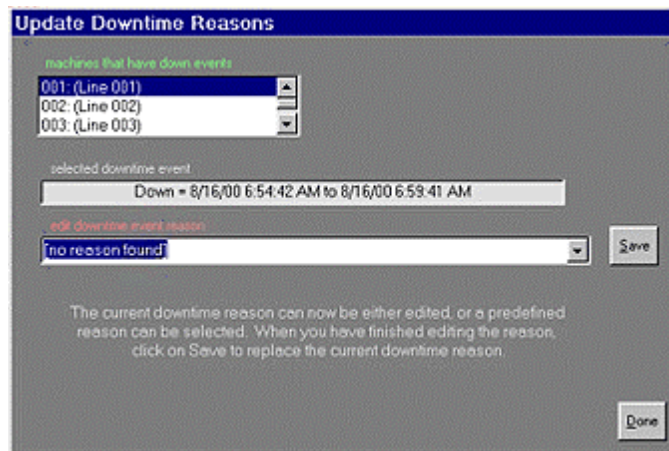 Update Downtime Reasons
machines that have down events
001: (Line 001)
002: (Line 002)
003: (Line 003)
selected downtime event
Down = 8/16/00 6:54:42 AM to 8/16/00 6:59:41 AM
edit downtime event reason
[no reason found]
Save
The current downtime reason can now be either edited, or a predefined
reason can be selected. When you have finished editing the reason,
click on Save to replace the current downtime reason.
Done